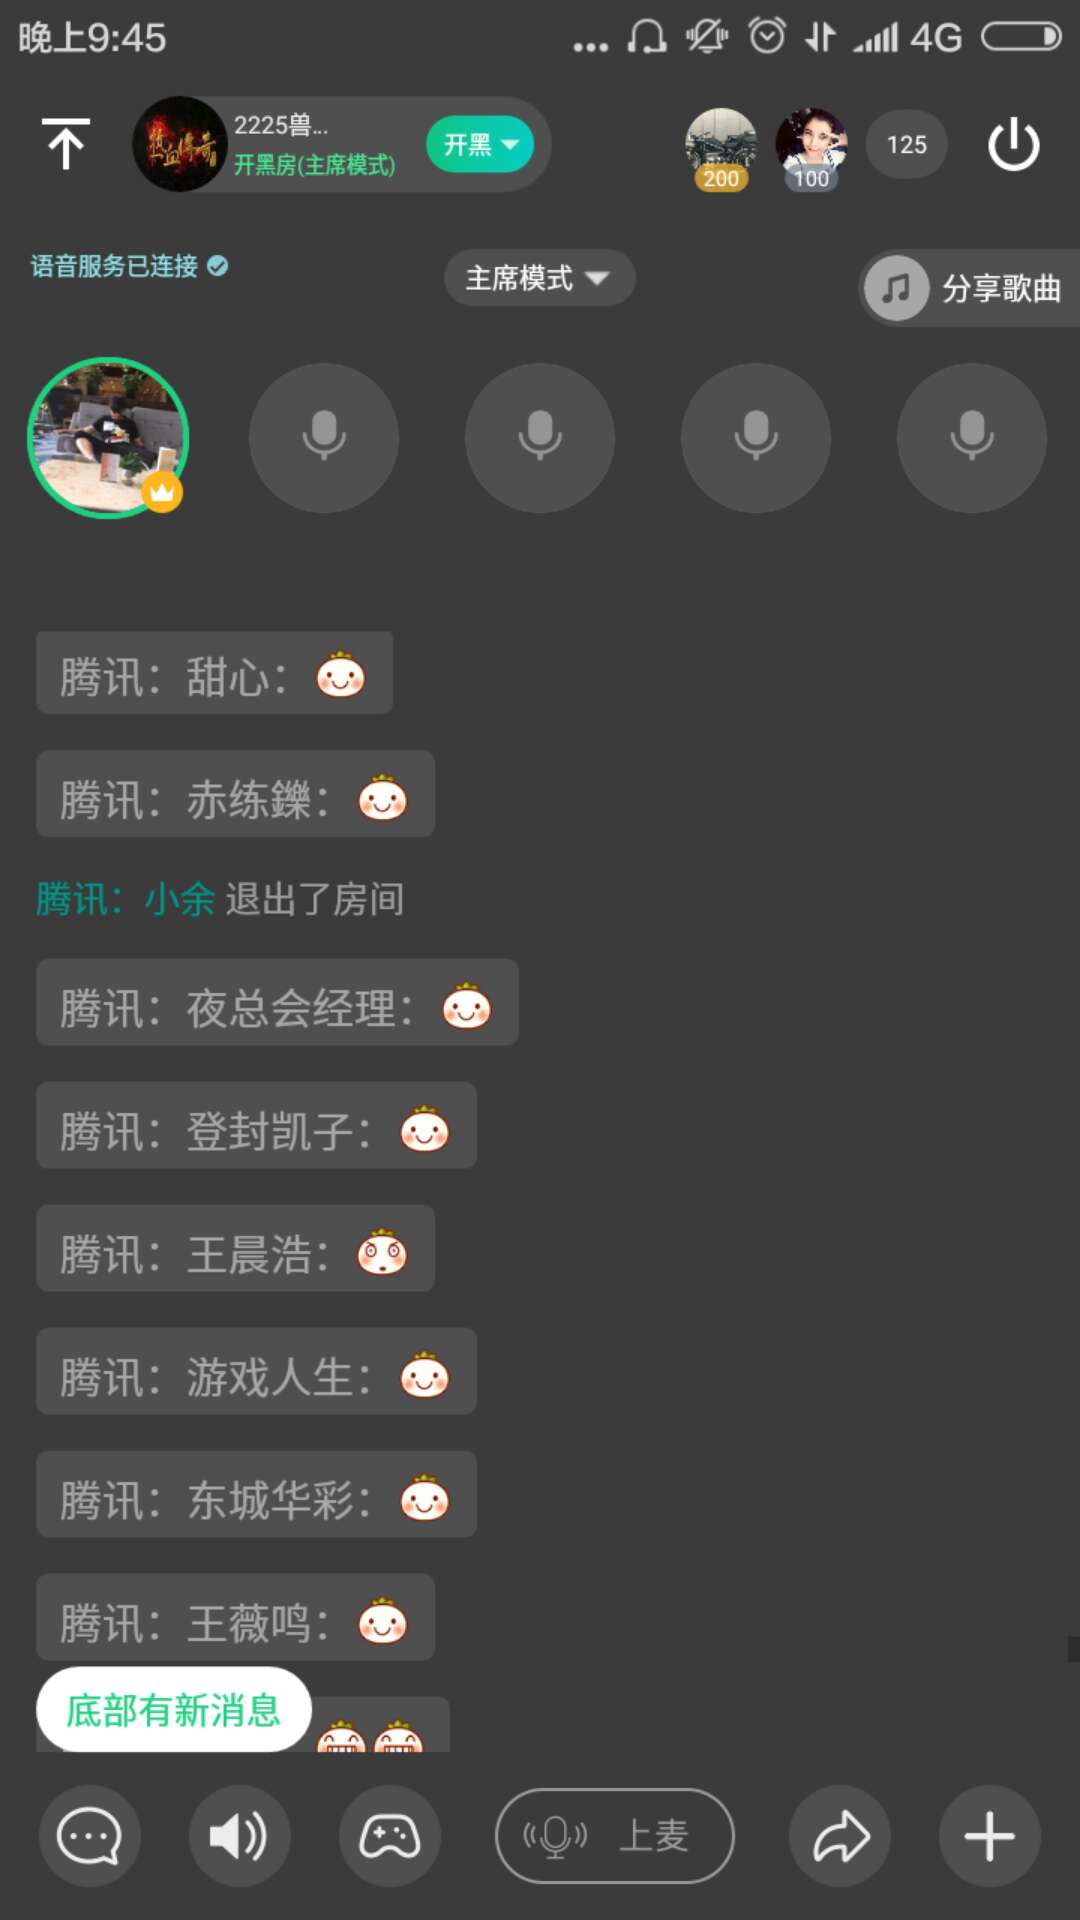 晚上9:45
4G
热血传奇
2225兽...
开黑房(主席模式)
开黑
200
100
125
语音服务已连接
主席模式
分享歌曲
腾讯：甜心：
腾讯：赤练鑠：
腾讯：小余 退出了房间
腾讯：夜总会经理：
腾讯：登封凯子：
腾讯：王晨浩：
腾讯：游戏人生：
腾讯：东城华彩：
腾讯：王薇鸣：
底部有新消息
上麦